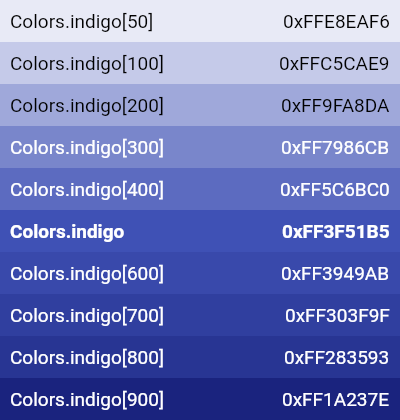 Colors.indigo[50] 0xFFE8EAF6
Colors.indigo[100] 0xFFC5CAE9
Colors.indigo[200] 0xFF9FA8DA
Colors.indigo[300] 0xFF7986CB
Colors.indigo[400] 0xFF5C6BC0
Colors.indigo 0xFF3F51B5
Colors.indigo[600] 0xFF3949AB
Colors.indigo[700] 0xFF303F9F
Colors.indigo[800] 0xFF283593
Colors.indigo[900] 0xFF1A237E